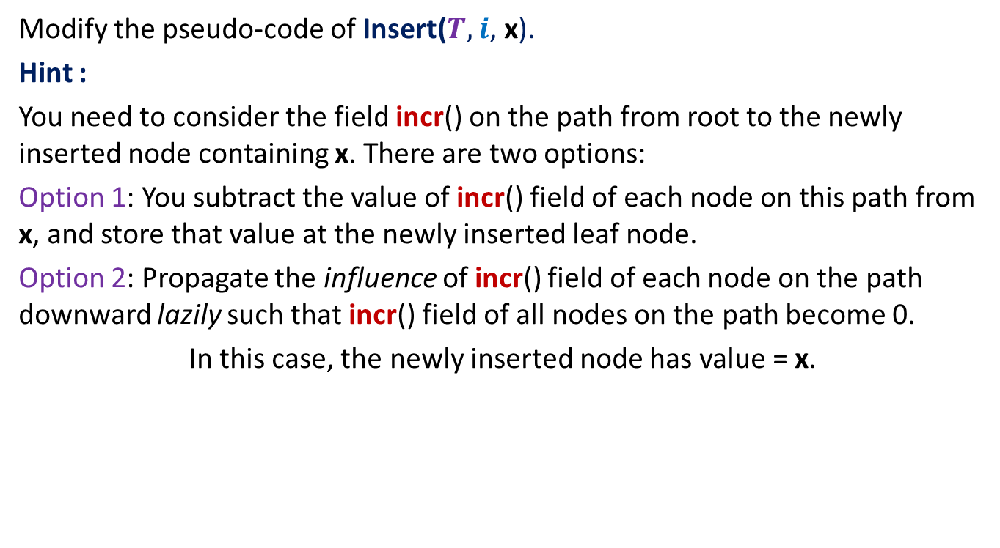 Modify the pseudo-code of Insert(T, i, x).
Hint :
You need to consider the field incr() on the path from root to the newly
inserted node containing x. There are two options:
Option 1: You subtract the value of incr() field of each node on this path from
x, and store that value at the newly inserted leaf node.
Option 2: Propagate the influence of incr() field of each node on the path
downward lazily such that incr() field of all nodes on the path become 0.
In this case, the newly inserted node has value = x.